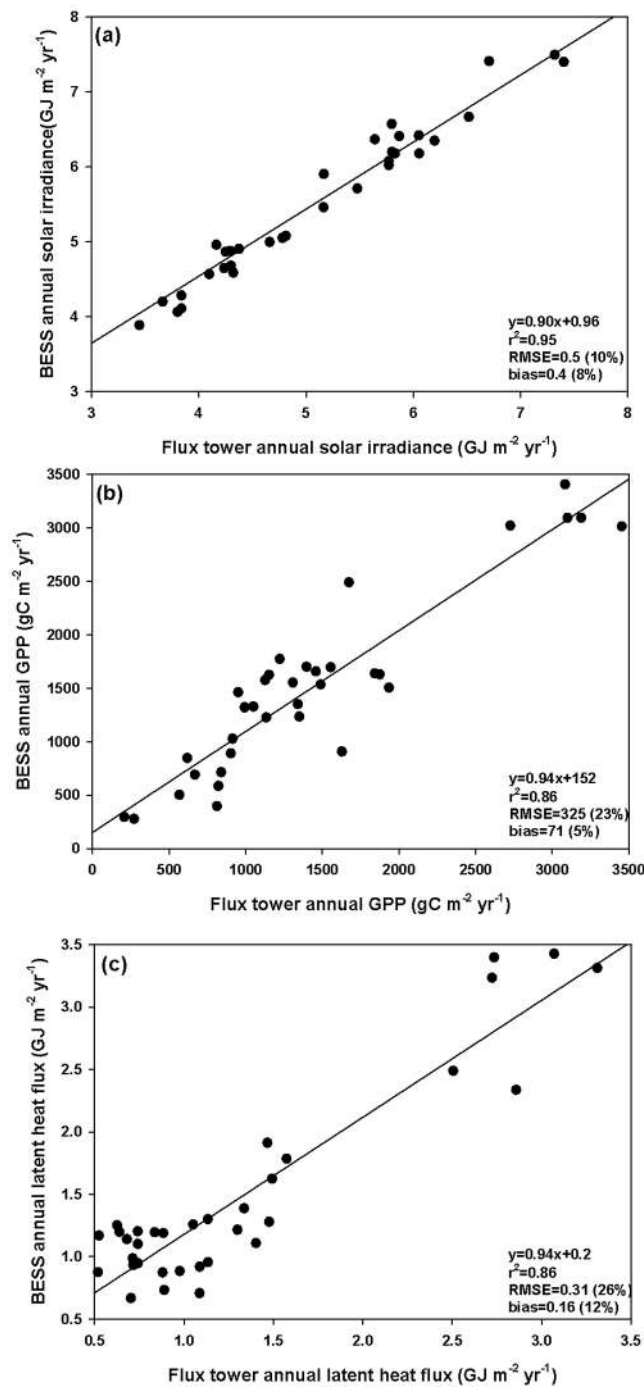 (a)
8
7
6
5
4
3
BESS annual solar irradiance(GJ m⁻² yr⁻¹)
y=0.90x+0.96
r²=0.95
RMSE=0.5 (10%)
bias=0.4 (8%)
3 4 5 6 7 8
Flux tower annual solar irradiance (GJ m⁻² yr⁻¹)
(b)
3500
3000
2500
2000
1500
1000
500
0
BESS annual GPP (gC m⁻² yr⁻¹)
y=0.94x+152
r²=0.86
RMSE=325 (23%)
bias=71 (5%)
0 500 1000 1500 2000 2500 3000 3500
Flux tower annual GPP (gC m⁻² yr⁻¹)
(c)
3.5
3.0
2.5
2.0
1.5
1.0
0.5
BESS annual latent heat flux (GJ m⁻² yr⁻¹)
y=0.94x+0.2
r²=0.86
RMSE=0.31 (26%)
bias=0.16 (12%)
0.5 1.0 1.5 2.0 2.5 3.0 3.5
Flux tower annual latent heat flux (GJ m⁻² yr⁻¹)